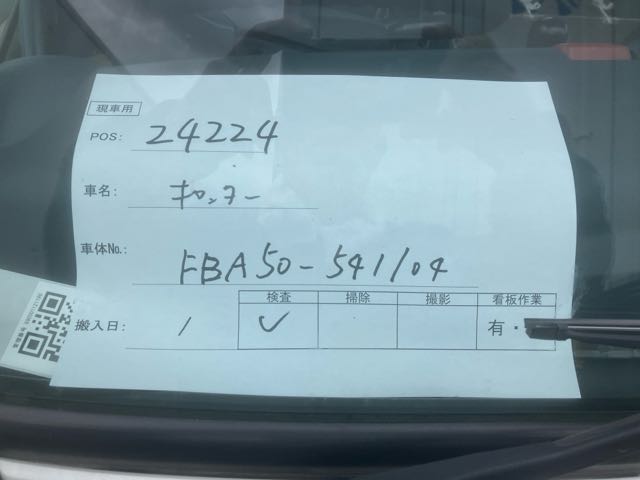 現車用
POS: 24224
車名: キャンター
車体No.: FBA50-541104
検査 掃除 撮影 看板作業
搬入日: / ✓ 有・